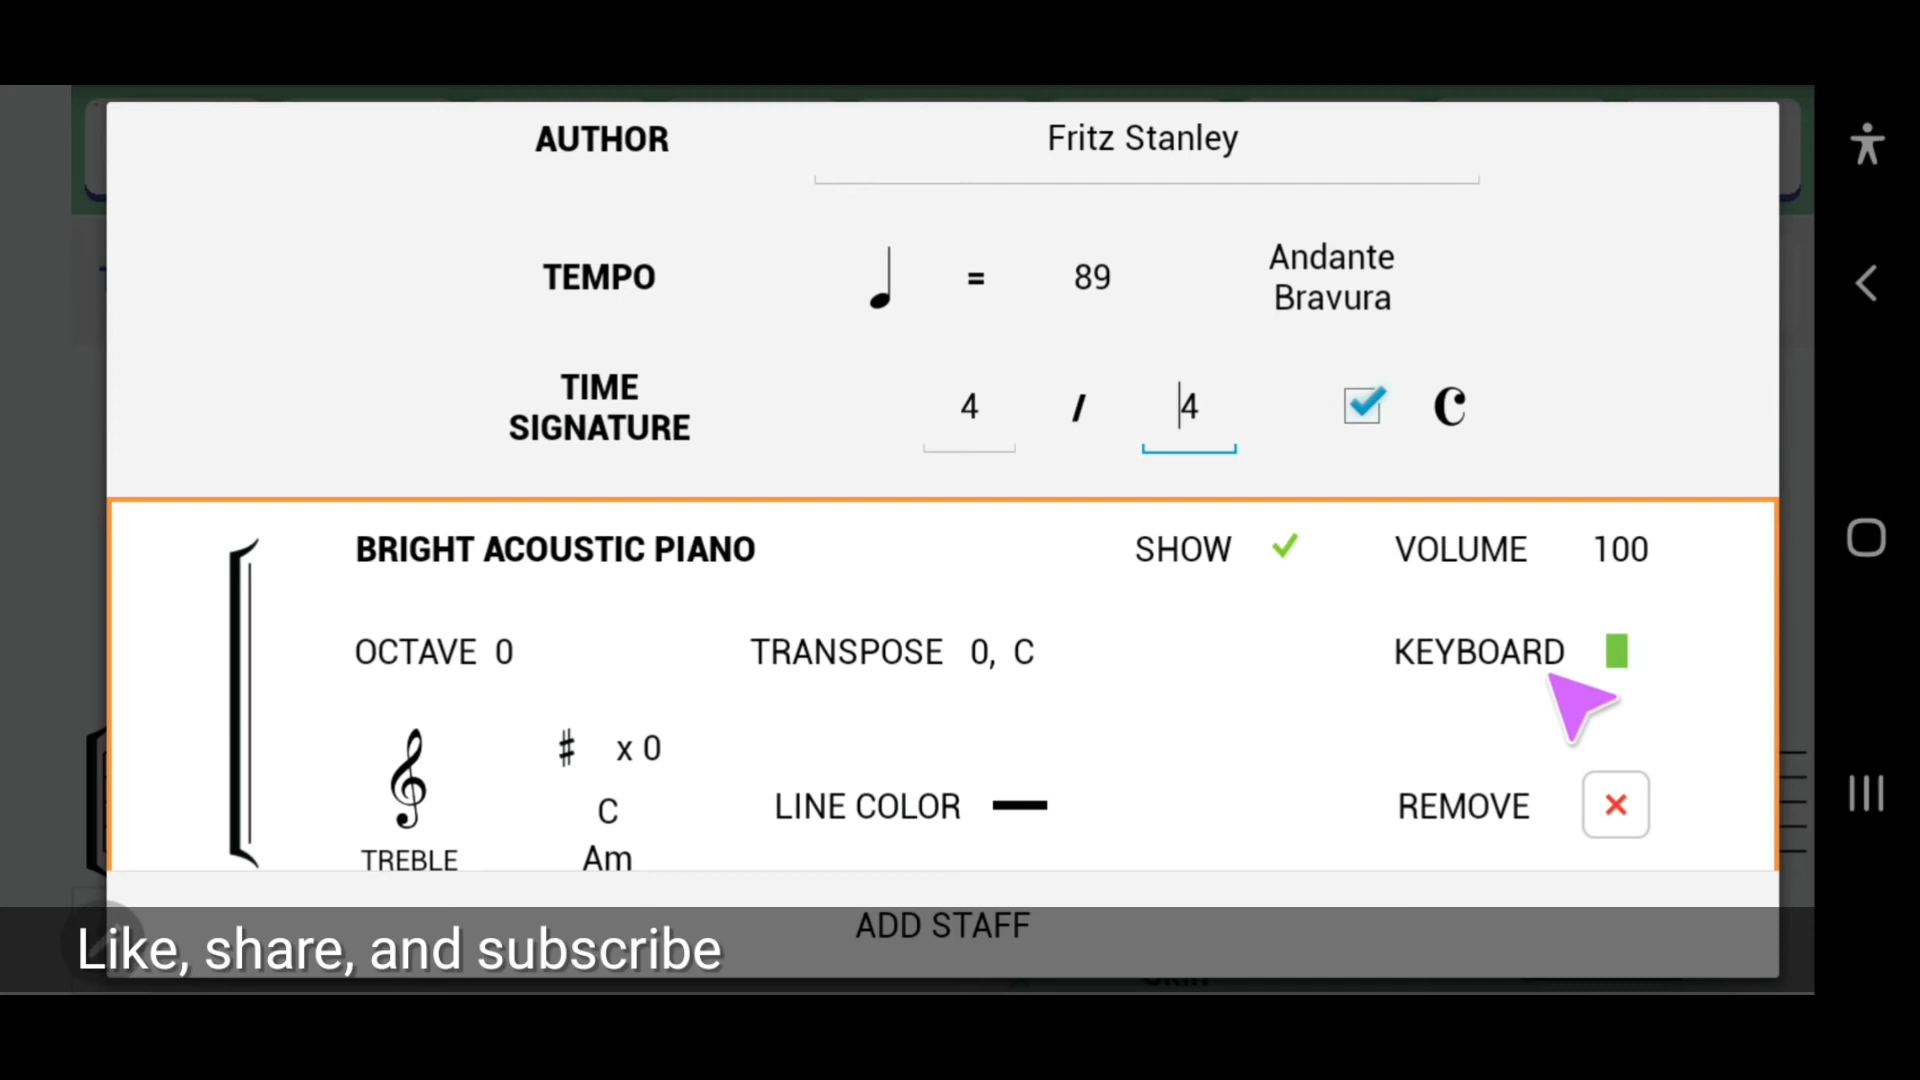 AUTHOR Fritz Stanley
TEMPO = 89 Andante Bravura
TIME SIGNATURE 4 / 4
BRIGHT ACOUSTIC PIANO SHOW VOLUME 100
OCTAVE 0 TRANSPOSE 0, C KEYBOARD
♯ x 0
C
LINE COLOR REMOVE
TREBLE Am
ADD STAFF
Like, share, and subscribe